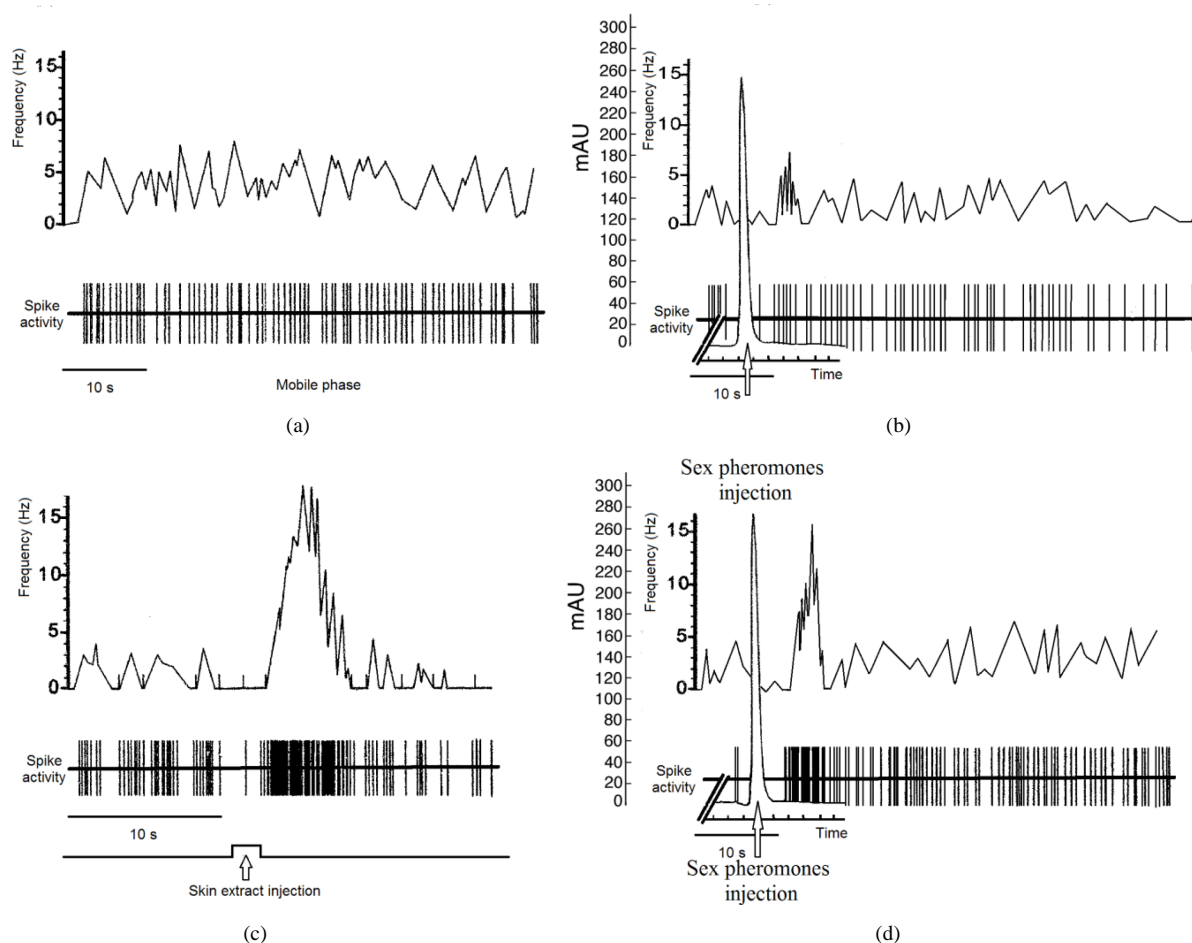 Frequency (Hz)
15
10
5
0
Spike
activity
10 s
Mobile phase
(a)
mAU
300
280
260
240
220
200
180
160
140
120
100
80
60
40
20
0
Frequency (Hz)
15
10
5
0
Spike
activity
Time
10 s
(b)
Frequency (Hz)
15
10
5
0
Spike
activity
10 s
Skin extract injection
(c)
Sex pheromones
injection
mAU
300
280
260
240
220
200
180
160
140
120
100
80
60
40
20
0
Frequency (Hz)
15
10
5
0
Spike
activity
Time
10 s
Sex pheromones
injection
(d)